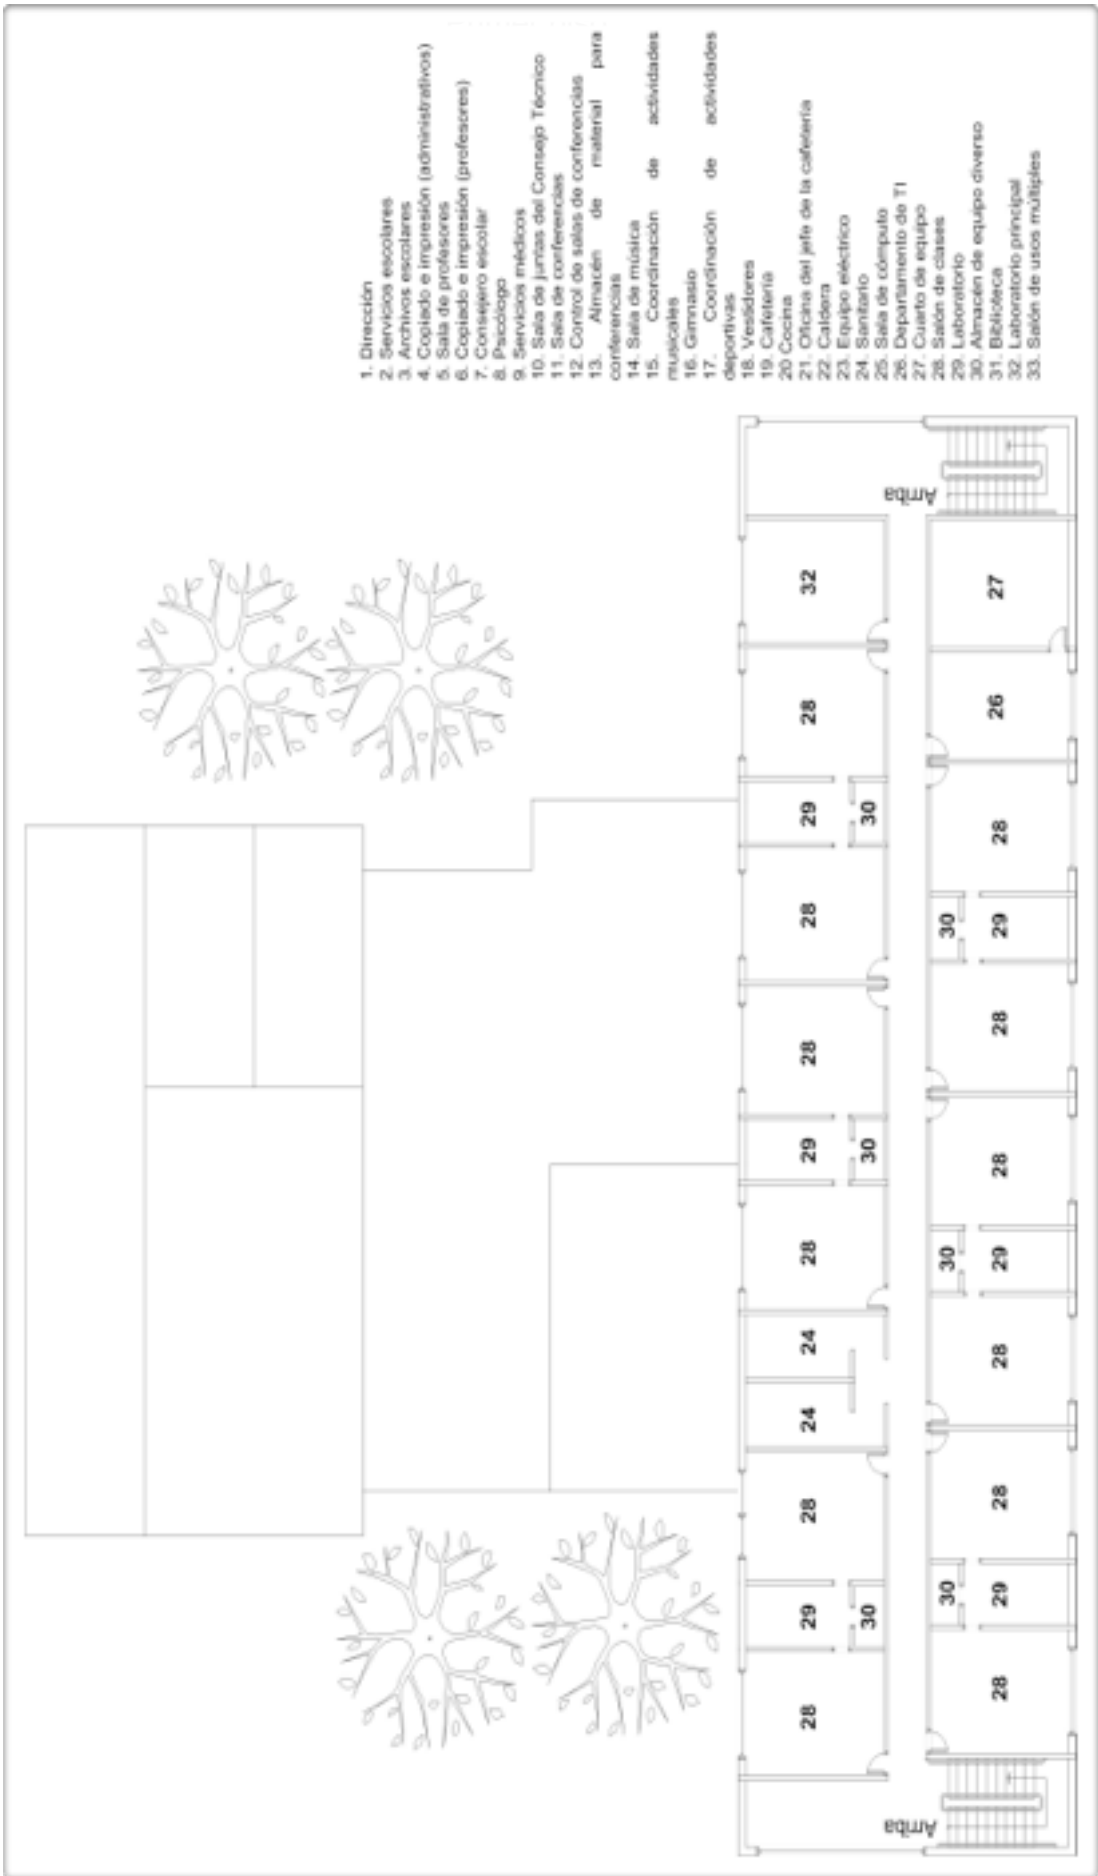 1. Dirección
2. Servicios escolares
3. Archivos escolares
4. Copiado e impresión (administrativos)
5. Sala de profesores
6. Copiado e impresión (profesores)
7. Consejero escolar
8. Psicólogo
9. Servicios médicos
10. Sala de juntas del Consejo Técnico
11. Sala de conferencias
12. Control de salas de conferencias
13. Almacén de material para
conferencias
14. Sala de música
15. Coordinación de actividades
musicales
16. Gimnasio
17. Coordinación de actividades
deportivas
18. Vestidores
19. Cafetería
20 Cocina
21. Oficina del jefe de la cafetería
22. Caldera
23. Equipo eléctrico
24. Sanitario
25. Sala de cómputo
26. Departamento de TI
27. Cuarto de equipo
28. Salón de clases
29. Laboratorio
30. Almacén de equipo diverso
31. Biblioteca
32. Laboratorio principal
33. Salón de usos múltiples
28 29 28 24 24 28 29 28 28 29 28 32
30 30 30
Arriba Arriba
30 30 30
28 29 28 28 29 28 28 29 28 26 27